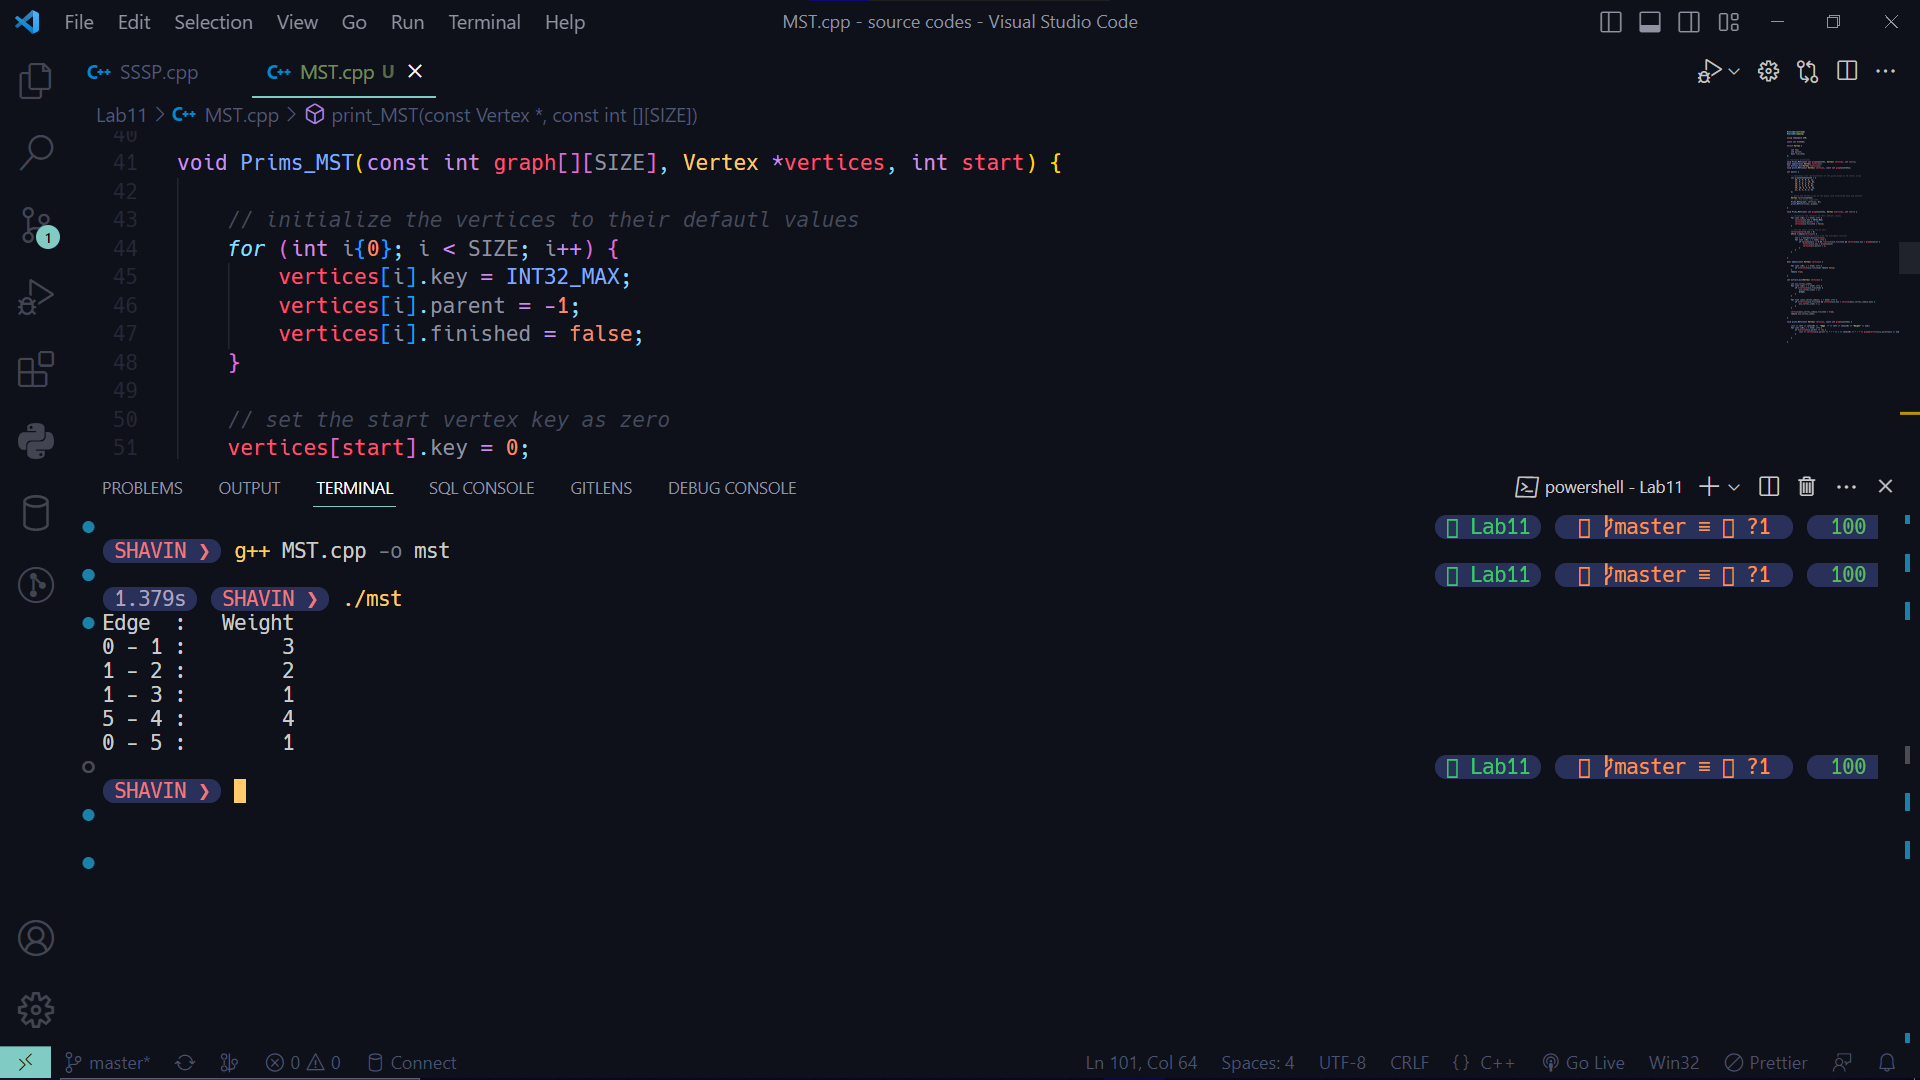 File Edit Selection View Go Run Terminal Help MST.cpp - source codes - Visual Studio Code
SSSP.cpp MST.cpp U
Lab11 > MST.cpp > print_MST(const Vertex *, const int [][SIZE])
40
41 void Prims_MST(const int graph[][SIZE], Vertex *vertices, int start) {
42
43 // initialize the vertices to their defautl values
44 for (int i{0}; i < SIZE; i++) {
45 vertices[i].key = INT32_MAX;
46 vertices[i].parent = -1;
47 vertices[i].finished = false;
48 }
49
50 // set the start vertex key as zero
51 vertices[start].key = 0;
1
PROBLEMS OUTPUT TERMINAL SQL CONSOLE GITLENS DEBUG CONSOLE powershell - Lab11
Lab11 master ≡ ?1 100
SHAVIN ❯ g++ MST.cpp -o mst
Lab11 master ≡ ?1 100
1.379s SHAVIN ❯ ./mst
Edge : Weight
0 - 1 : 3
1 - 2 : 2
1 - 3 : 1
5 - 4 : 4
0 - 5 : 1
Lab11 master ≡ ?1 100
SHAVIN ❯
master* 0 0 Connect Ln 101, Col 64 Spaces: 4 UTF-8 CRLF {} C++ Go Live Win32 Prettier